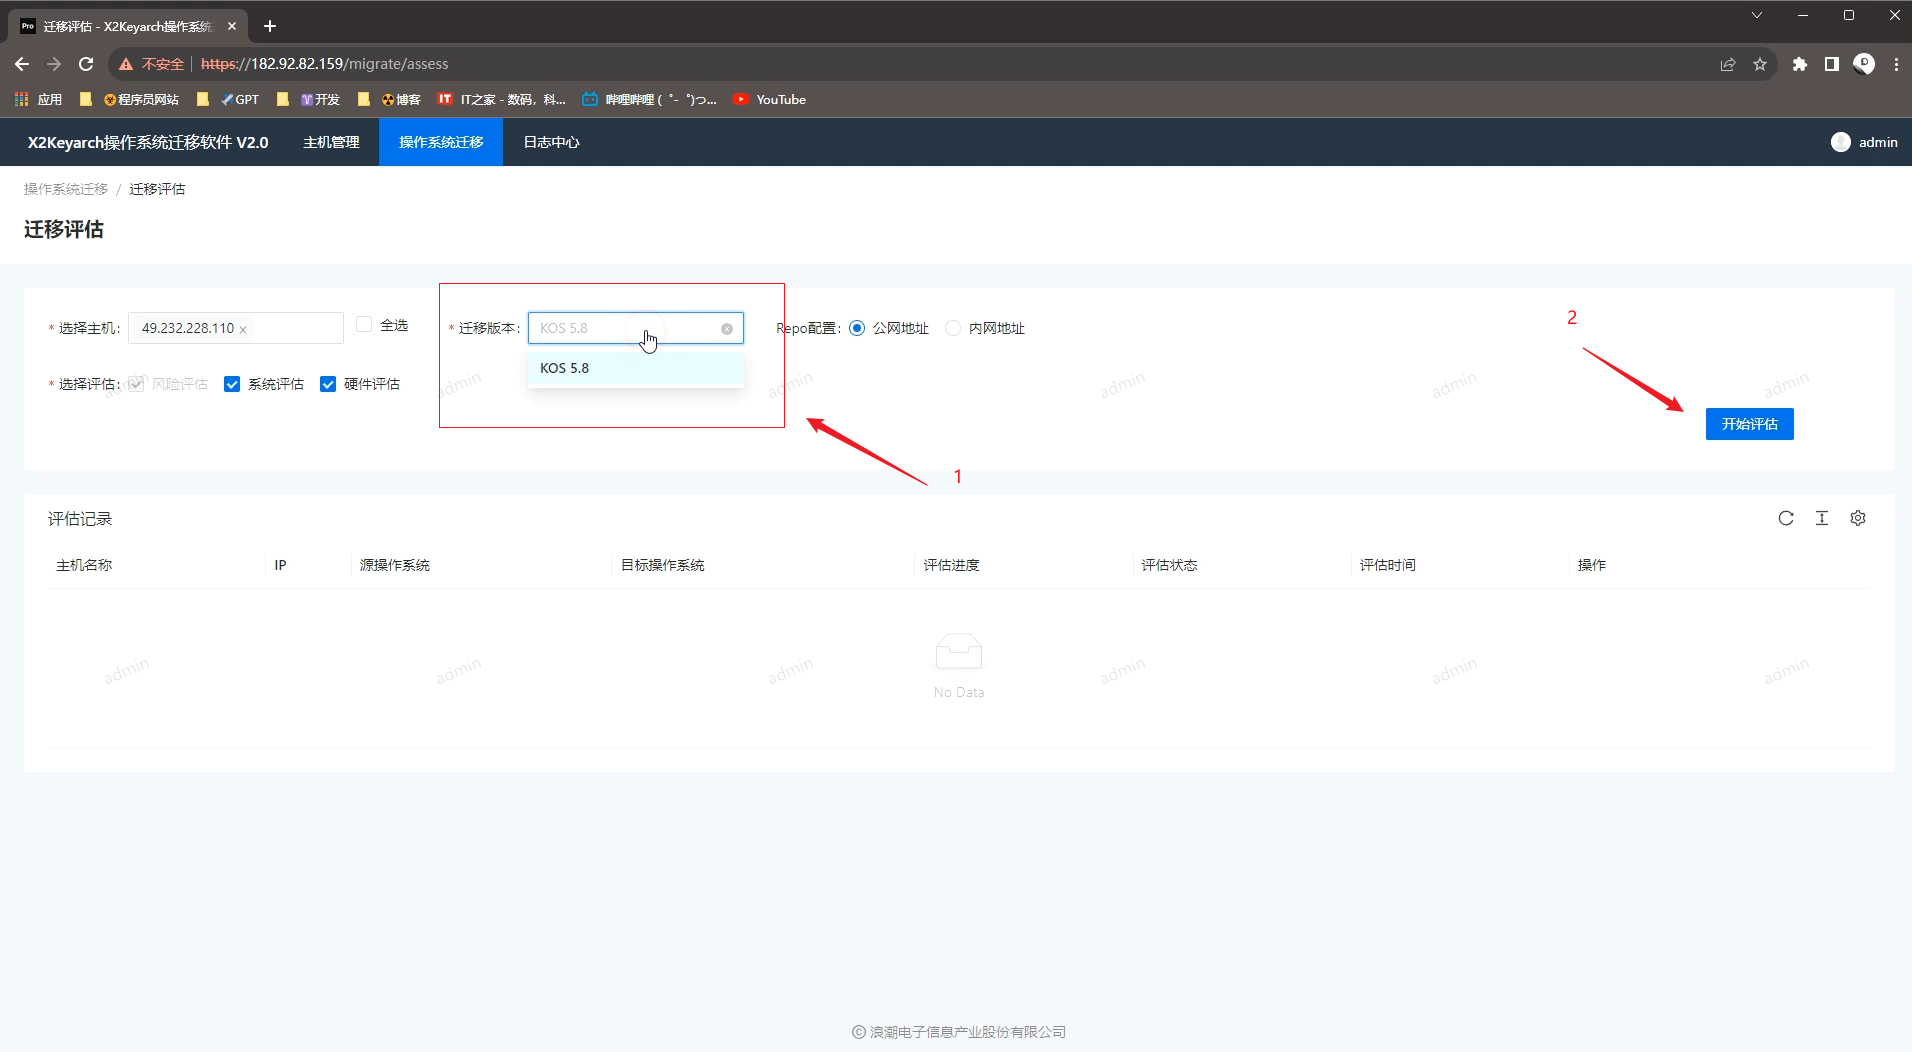 Pro 迁移评估 - X2Keyarch操作系统
不安全 https://182.92.82.159/migrate/assess
应用 程序员网站 GPT 开发 博客 IT IT之家 - 数码，科... 哔哩哔哩 ( ゜- ゜)つ... YouTube
X2Keyarch操作系统迁移软件 V2.0 主机管理 操作系统迁移 日志中心 admin
操作系统迁移 / 迁移评估
迁移评估
* 选择主机: 49.232.228.110 × 全选 * 迁移版本: KOS 5.8 Repo配置: 公网地址 内网地址
2
KOS 5.8
* 选择评估: 风险评估 系统评估 硬件评估
admin admin admin admin admin admin
开始评估
1
评估记录
主机名称 IP 源操作系统 目标操作系统 评估进度 评估状态 评估时间 操作
admin admin admin admin admin admin
No Data
© 浪潮电子信息产业股份有限公司